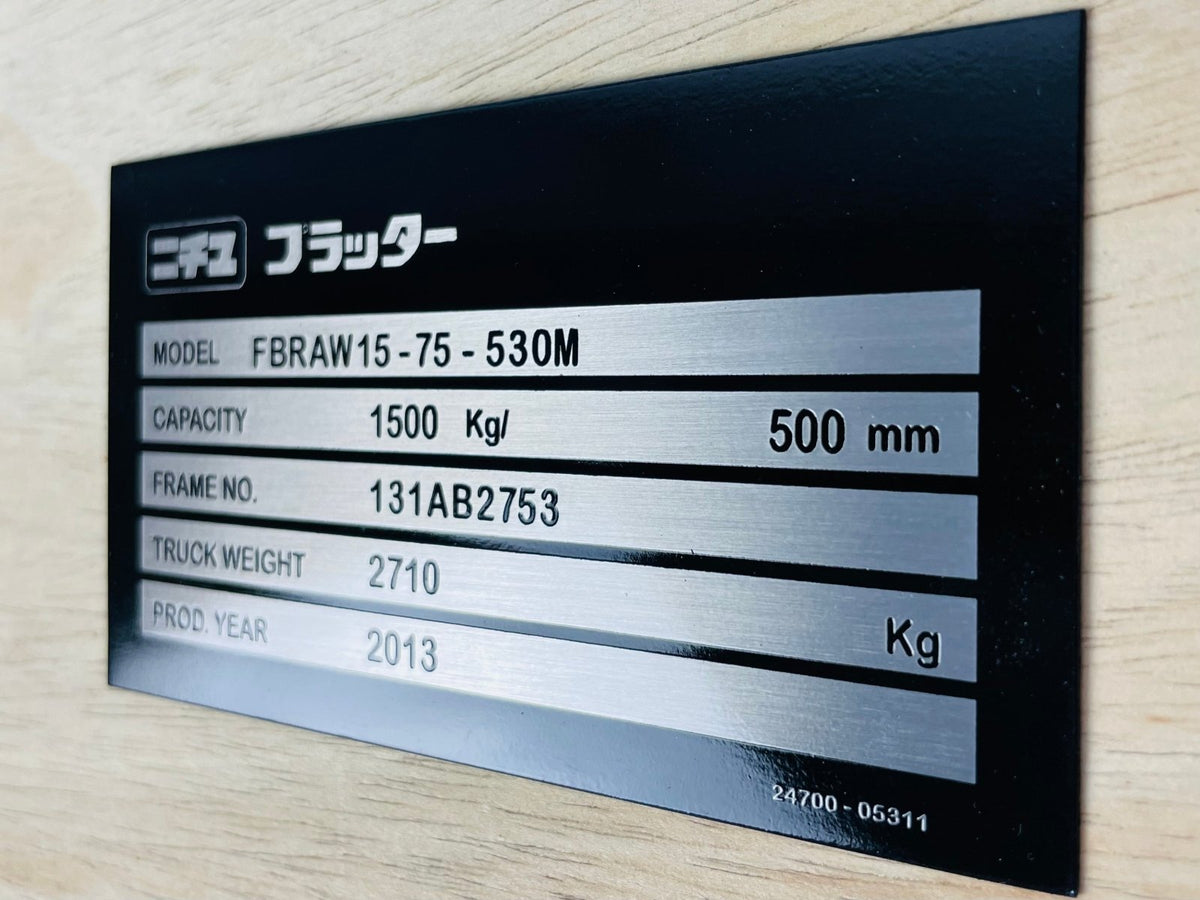 ニチユ プラッター
MODEL FBRAW15-75-530M
CAPACITY 1500 Kg/ 500 mm
FRAME NO. 131AB2753
TRUCK WEIGHT 2710 Kg
PROD. YEAR 2013
24700-05311